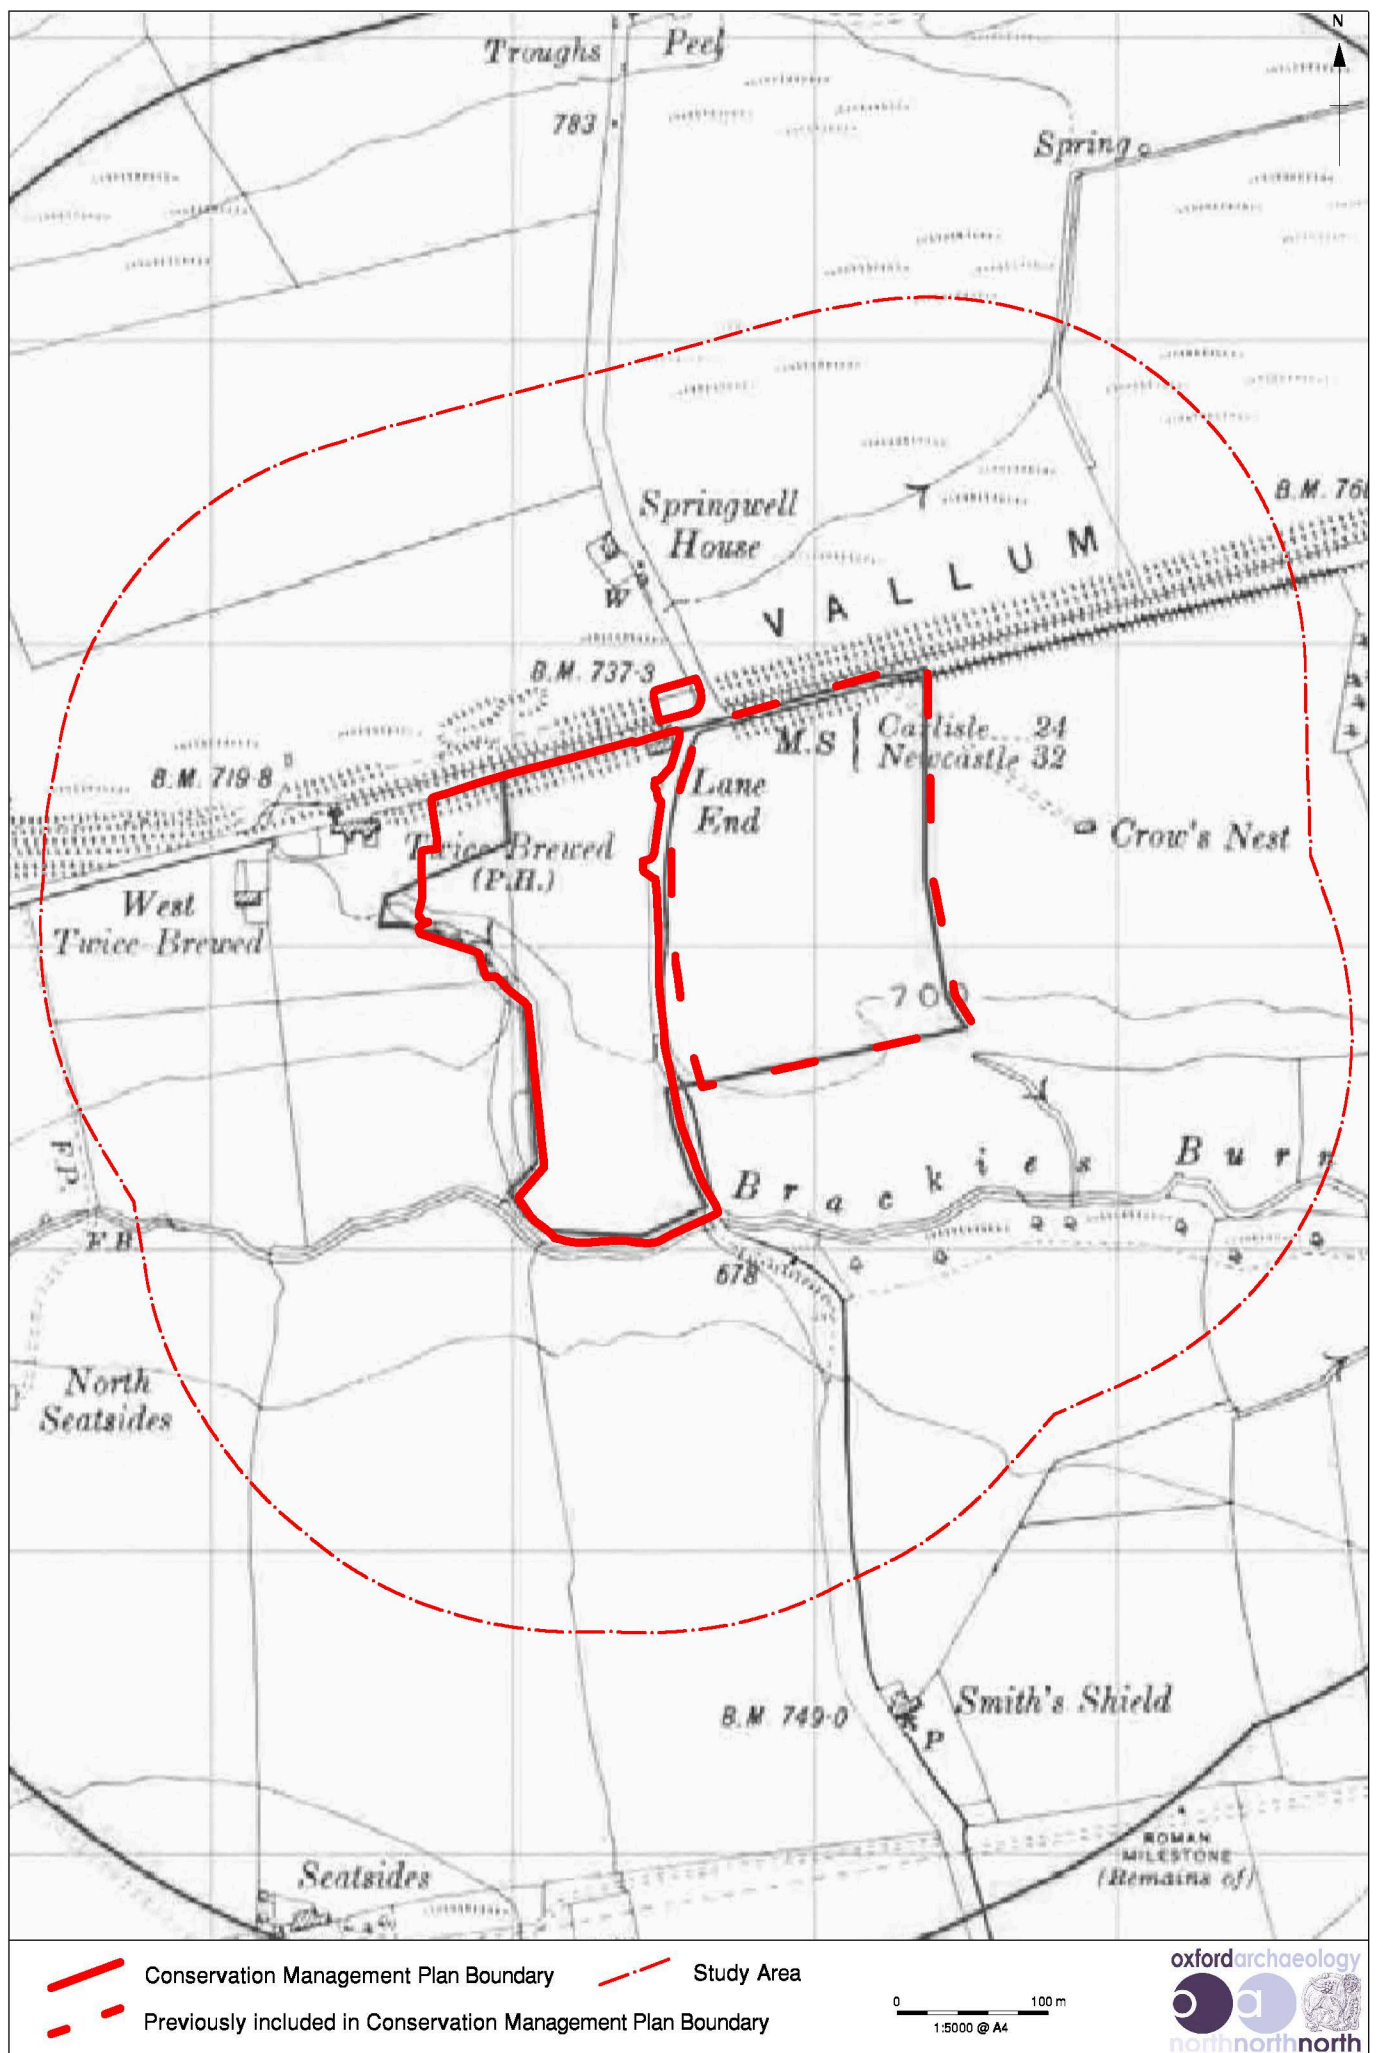 N
Troughs
Peel
783
Spring
B.M. 76
Springwell
House
W
VALLUM
B.M. 737·3
M.S
Carlisle 24
Newcastle 32
B.M. 719·8
Lane
End
Crow's Nest
Twice Brewed
(P.H.)
West
Twice Brewed
700
F.P.
Brackies Burn
F.B.
678
North
Seatsides
Smith's Shield
B.M. 749·0
P
ROMAN
MILESTONE
(Remains of)
Seatsides
Conservation Management Plan Boundary
Study Area
Previously included in Conservation Management Plan Boundary
0 100 m
1:5000 @ A4
oxfordarchaeology
oa
northnorthnorth